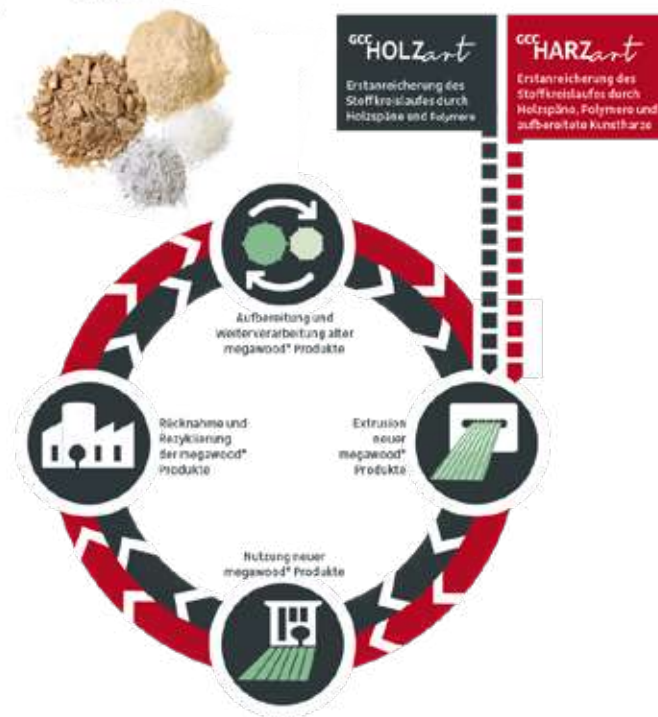 GCC HOLZart
Erstanreicherung des
Stoffkreislaufes durch
Holzspäne und Polymere
GCC HARZart
Erstanreicherung des
Stoffkreislaufes durch
Holzspäne, Polymere und
aufbereitete Kunstharze
Aufbereitung und
Weiterverarbeitung alter
megawood® Produkte
Rücknahme und
Rezyklierung
der megawood®
Produkte
Extrusion
neuer
megawood®
Produkte
Nutzung neuer
megawood® Produkte